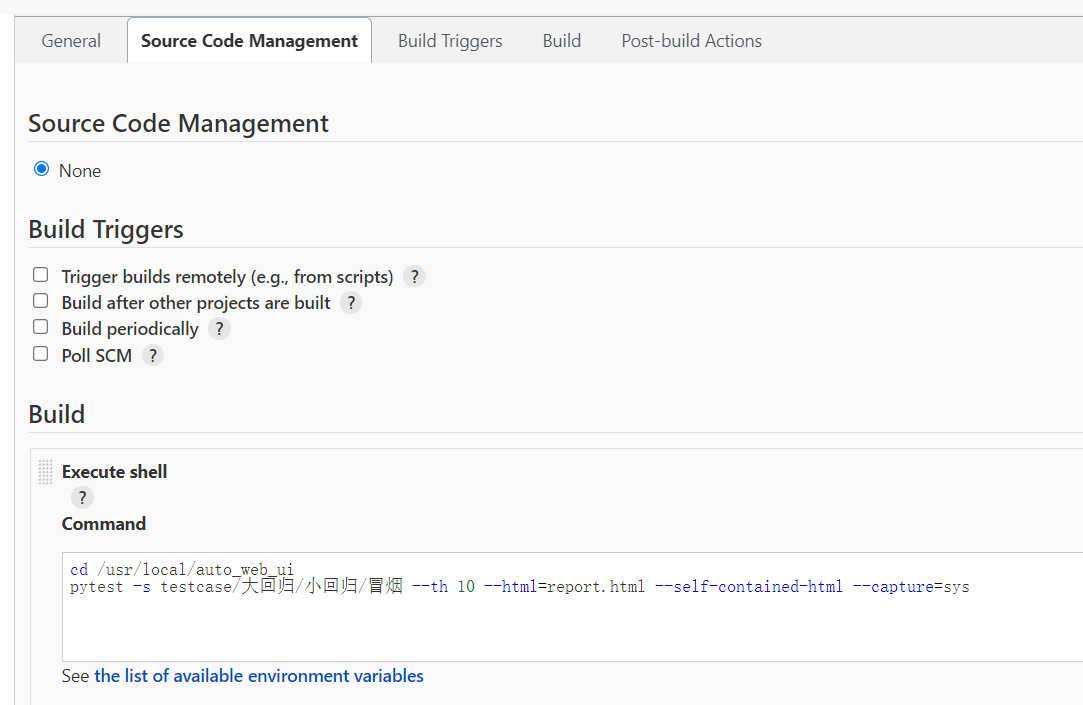 General Source Code Management Build Triggers Build Post-build Actions
Source Code Management
None
Build Triggers
Trigger builds remotely (e.g., from scripts) ?
Build after other projects are built ?
Build periodically ?
Poll SCM ?
Build
Execute shell
?
Command
cd /usr/local/auto_web_ui
pytest -s testcase/大回归/小回归/冒烟 --th 10 --html=report.html --self-contained-html --capture=sys
See the list of available environment variables